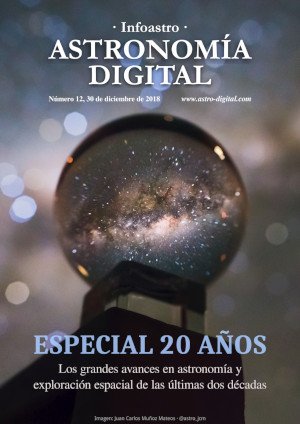 · Infoastro ·
ASTRONOMÍA
DIGITAL
Número 12, 30 de diciembre de 2018 www.astro-digital.com
ESPECIAL 20 AÑOS
Los grandes avances en astronomía y
exploración espacial de las últimas dos décadas
Imagen: Juan Carlos Muñoz Mateos · @astro_jcm